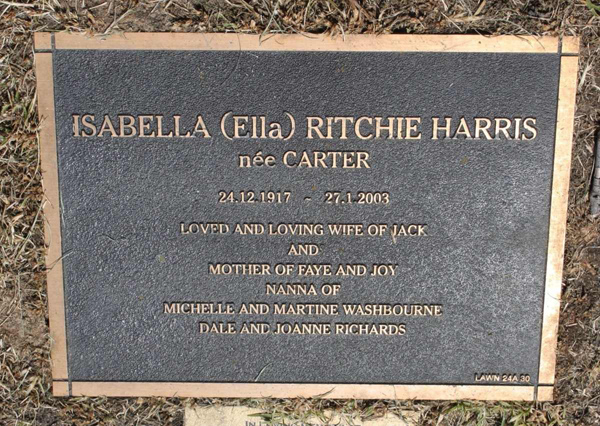 ISABELLA (Ella) RITCHIE HARRIS
née CARTER
24.12.1917 - 27.1.2003
LOVED AND LOVING WIFE OF JACK
AND
MOTHER OF FAYE AND JOY
NANNA OF
MICHELLE AND MARTINE WASHBOURNE
DALE AND JOANNE RICHARDS
LAWN 24A 30